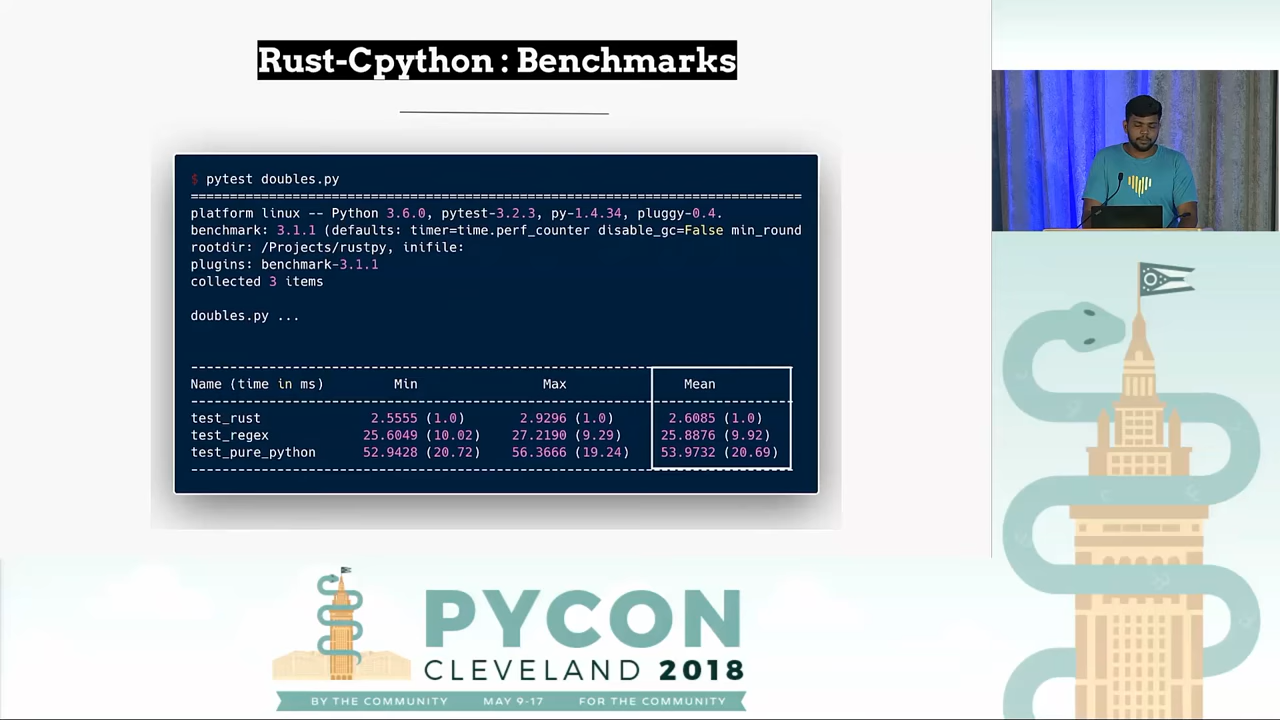 Rust-Cpython : Benchmarks
$ pytest doubles.py
================================================================================
platform linux -- Python 3.6.0, pytest-3.2.3, py-1.4.34, pluggy-0.4.
benchmark: 3.1.1 (defaults: timer=time.perf_counter disable_gc=False min_round
rootdir: /Projects/rustpy, inifile:
plugins: benchmark-3.1.1
collected 3 items
doubles.py ...
Name (time in ms) Min Max Mean
test_rust 2.5555 (1.0) 2.9296 (1.0) 2.6085 (1.0)
test_regex 25.6049 (10.02) 27.2190 (9.29) 25.8876 (9.92)
test_pure_python 52.9428 (20.72) 56.3666 (19.24) 53.9732 (20.69)
PYCON
CLEVELAND 2018
BY THE COMMUNITY MAY 9-17 FOR THE COMMUNITY